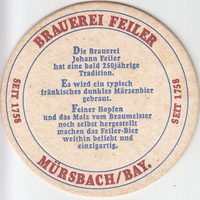 BRAUEREI FEILER
SEIT 1758
SEIT 1758
Die Brauerei
Johann Feiler
hat eine bald 250jährige
Tradition.
Es wird ein typisch
fränkisches dunkles Märzenbier
gebraut.
Feiner Hopfen
und das Malz vom Braumeister
noch selbst hergestellt
machen das Feiler-Bier
weithin beliebt und
einzigartig.
MÜRSBACH/BAY.